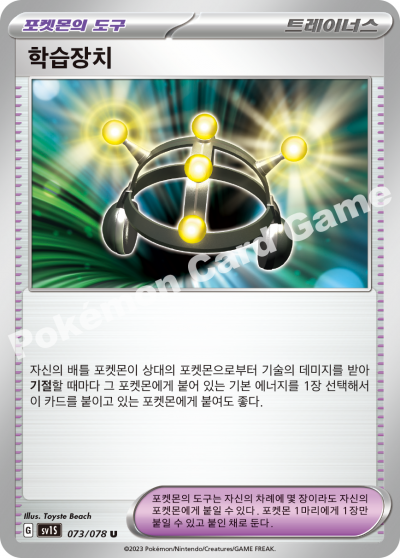 포켓몬의 도구
트레이너스
학습장치
Pokémon Card Game
자신의 배틀 포켓몬이 상대의 포켓몬으로부터 기술의 데미지를 받아
기절할 때마다 그 포켓몬에게 붙어 있는 기본 에너지를 1장 선택해서
이 카드를 붙이고 있는 포켓몬에게 붙여도 좋다.
Illus. Toyste Beach
G SV1S 073/078 U
포켓몬의 도구는 자신의 차례에 몇 장이라도 자신의
포켓몬에게 붙일 수 있다. 포켓몬 1마리에게 1장만
붙일 수 있고 붙인 채로 둔다.
©2023 Pokémon/Nintendo/Creatures/GAME FREAK.